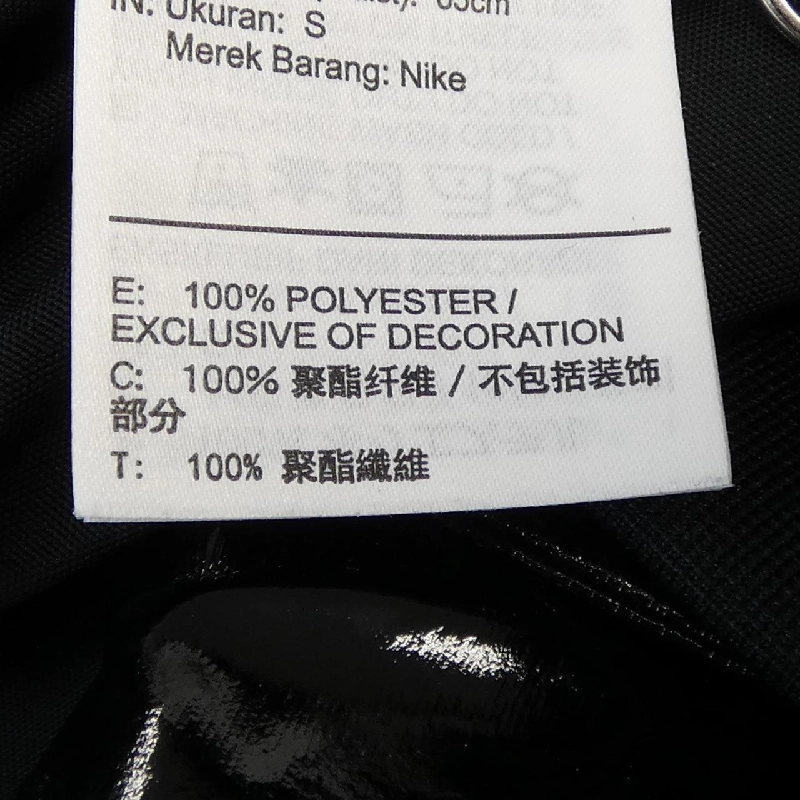 IN: Ukuran: S
Merek Barang: Nike
E: 100% POLYESTER /
EXCLUSIVE OF DECORATION
C: 100% 聚酯纤维 / 不包括装饰
部分
T: 100% 聚酯纖維